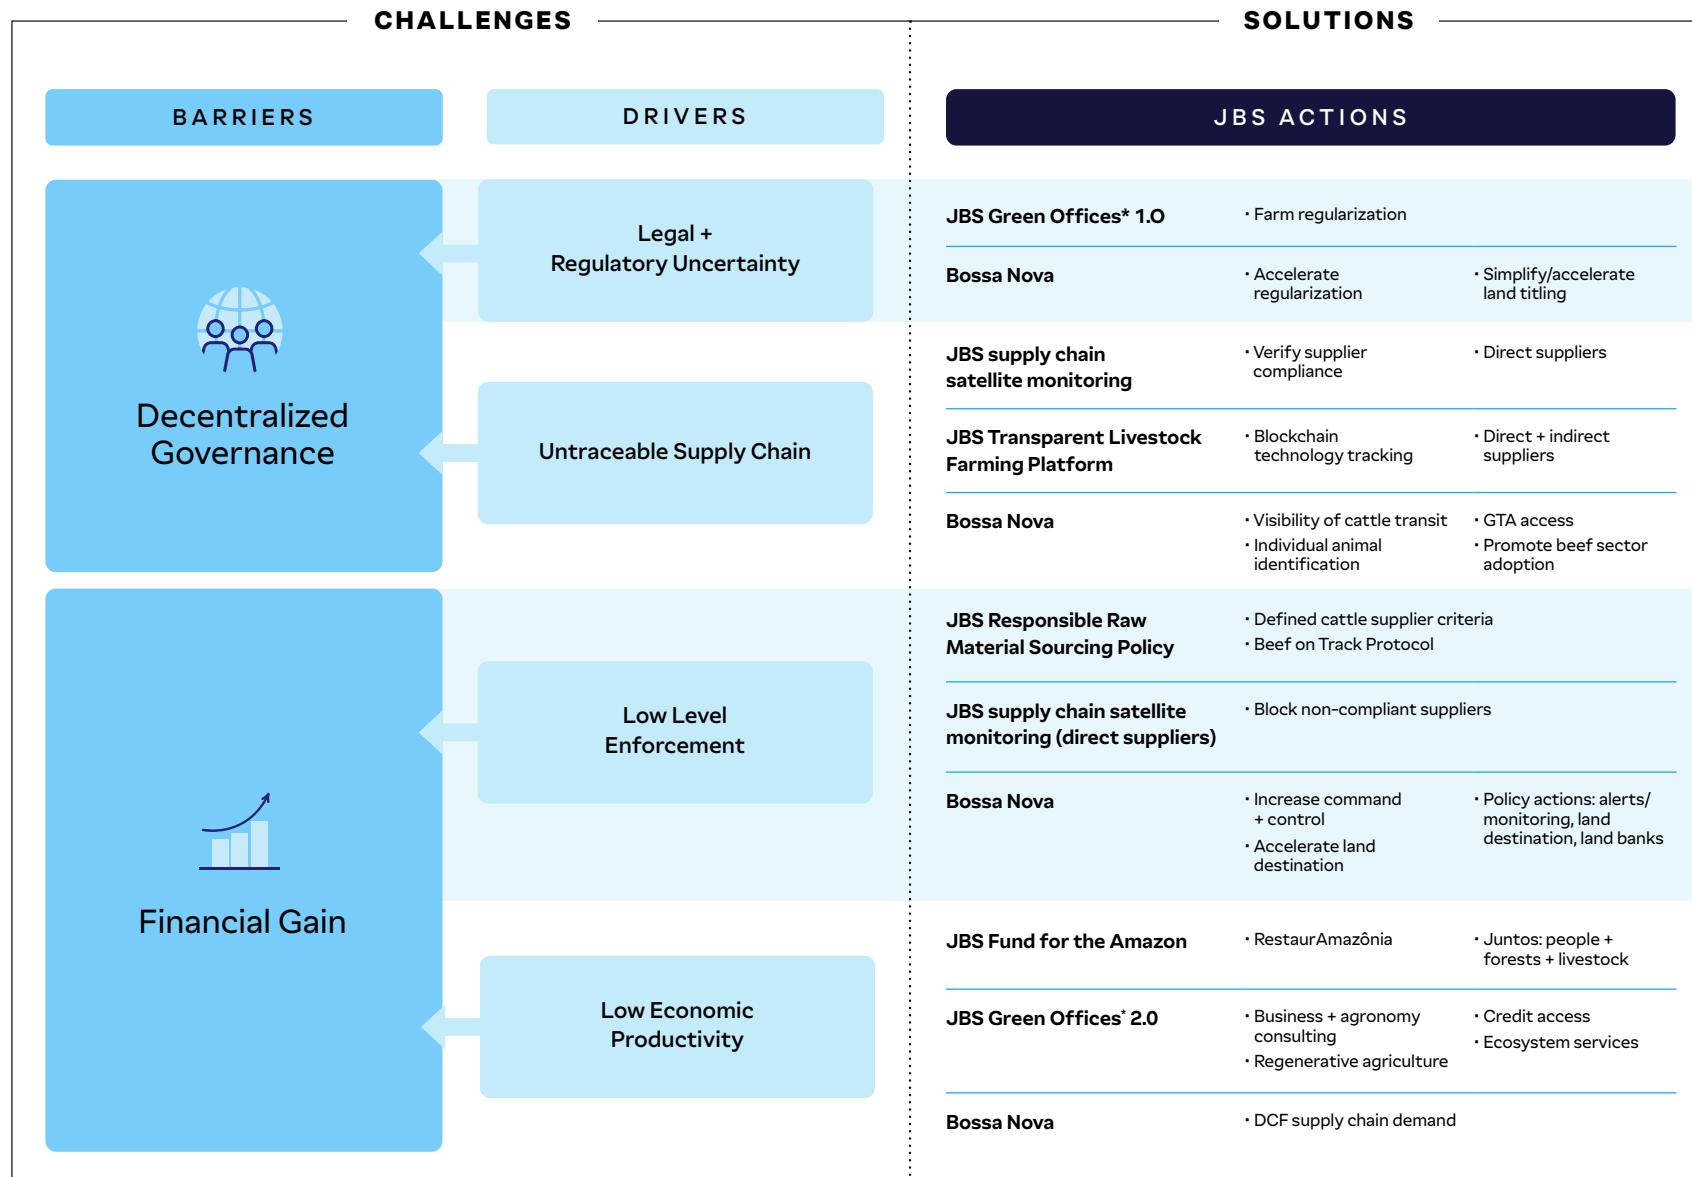 CHALLENGES
SOLUTIONS
BARRIERS
DRIVERS
JBS ACTIONS
Decentralized
Governance
Legal +
Regulatory Uncertainty
JBS Green Offices* 1.0
• Farm regularization
Bossa Nova
• Accelerate
regularization
• Simplify/accelerate
land titling
Untraceable Supply Chain
JBS supply chain
satellite monitoring
• Verify supplier
compliance
• Direct suppliers
JBS Transparent Livestock
Farming Platform
• Blockchain
technology tracking
• Direct + indirect
suppliers
Bossa Nova
• Visibility of cattle transit
• Individual animal
identification
• GTA access
• Promote beef sector
adoption
Financial Gain
Low Level
Enforcement
JBS Responsible Raw
Material Sourcing Policy
• Defined cattle supplier criteria
• Beef on Track Protocol
JBS supply chain satellite
monitoring (direct suppliers)
• Block non-compliant suppliers
Bossa Nova
• Increase command
+ control
• Accelerate land
destination
• Policy actions: alerts/
monitoring, land
destination, land banks
Low Economic
Productivity
JBS Fund for the Amazon
• RestaurAmazônia
• Juntos: people +
forests + livestock
JBS Green Offices* 2.0
• Business + agronomy
consulting
• Regenerative agriculture
• Credit access
• Ecosystem services
Bossa Nova
• DCF supply chain demand